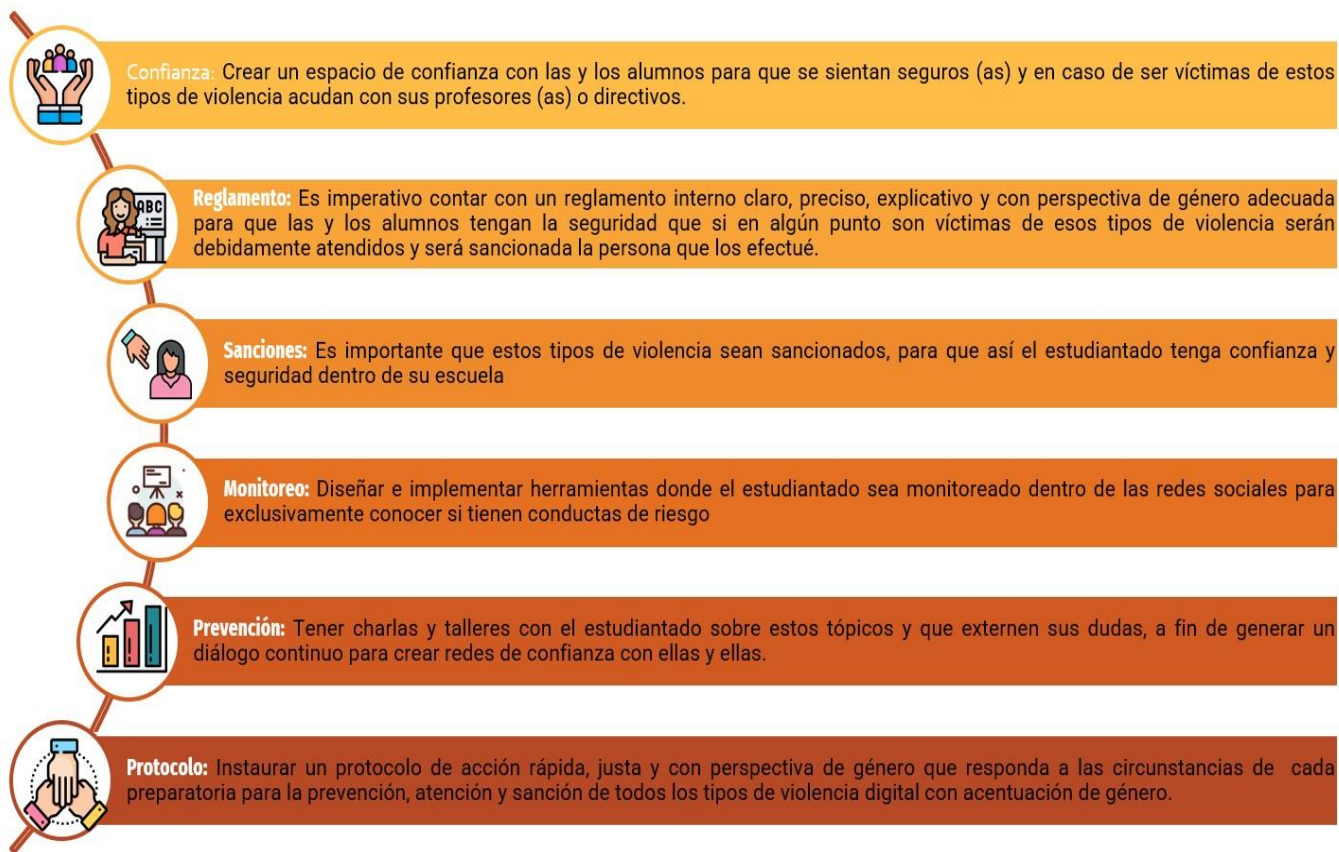 Confianza: Crear un espacio de confianza con las y los alumnos para que se sientan seguros (as) y en caso de ser víctimas de estos
tipos de violencia acudan con sus profesores (as) o directivos.
ABC
Reglamento: Es imperativo contar con un reglamento interno claro, preciso, explicativo y con perspectiva de género adecuada
para que las y los alumnos tengan la seguridad que si en algún punto son víctimas de esos tipos de violencia serán
debidamente atendidos y será sancionada la persona que los efectué.
Sanciones: Es importante que estos tipos de violencia sean sancionados, para que así el estudiantado tenga confianza y
seguridad dentro de su escuela
Monitoreo: Diseñar e implementar herramientas donde el estudiantado sea monitoreado dentro de las redes sociales para
exclusivamente conocer si tienen conductas de riesgo
Prevención: Tener charlas y talleres con el estudiantado sobre estos tópicos y que externen sus dudas, a fin de generar un
diálogo continuo para crear redes de confianza con ellas y ellas.
Protocolo: Instaurar un protocolo de acción rápida, justa y con perspectiva de género que responda a las circunstancias de cada
preparatoria para la prevención, atención y sanción de todos los tipos de violencia digital con acentuación de género.